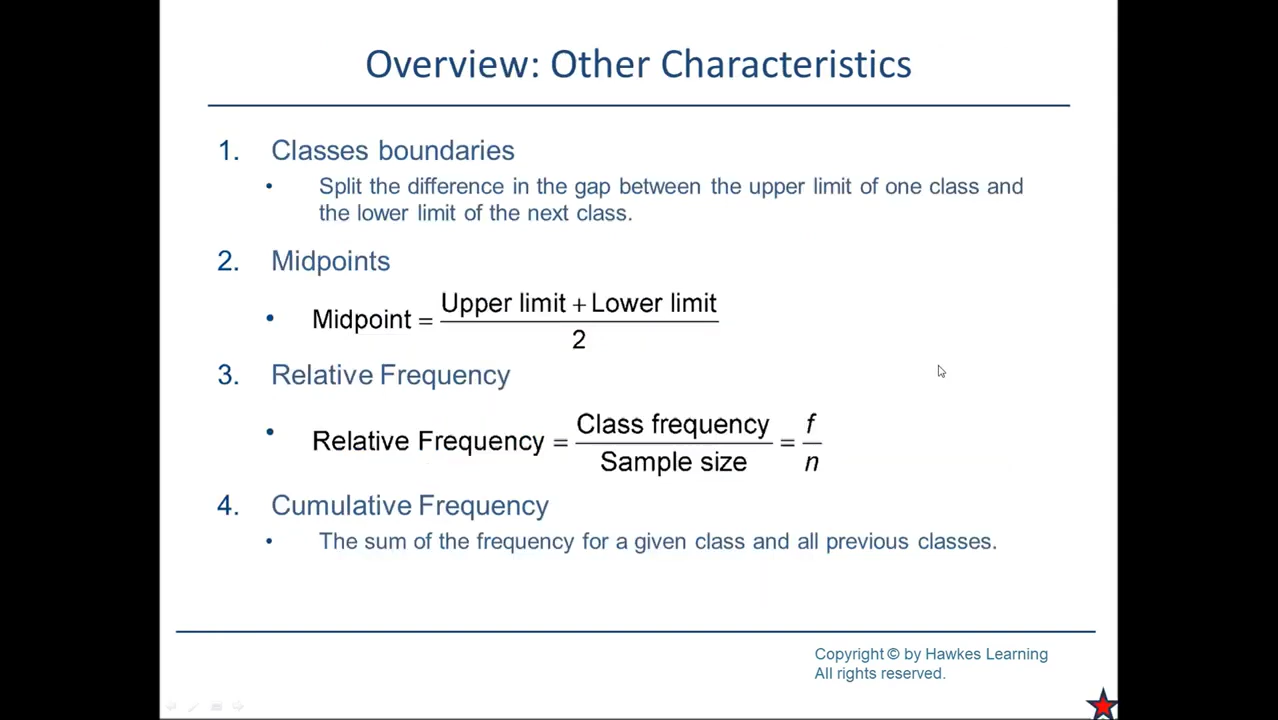 Overview: Other Characteristics
1. Classes boundaries
• Split the difference in the gap between the upper limit of one class and
the lower limit of the next class.
2. Midpoints
• Midpoint = Upper limit + Lower limit
2
3. Relative Frequency
• Relative Frequency = Class frequency / Sample size = f / n
4. Cumulative Frequency
• The sum of the frequency for a given class and all previous classes.
Copyright © by Hawkes Learning
All rights reserved.